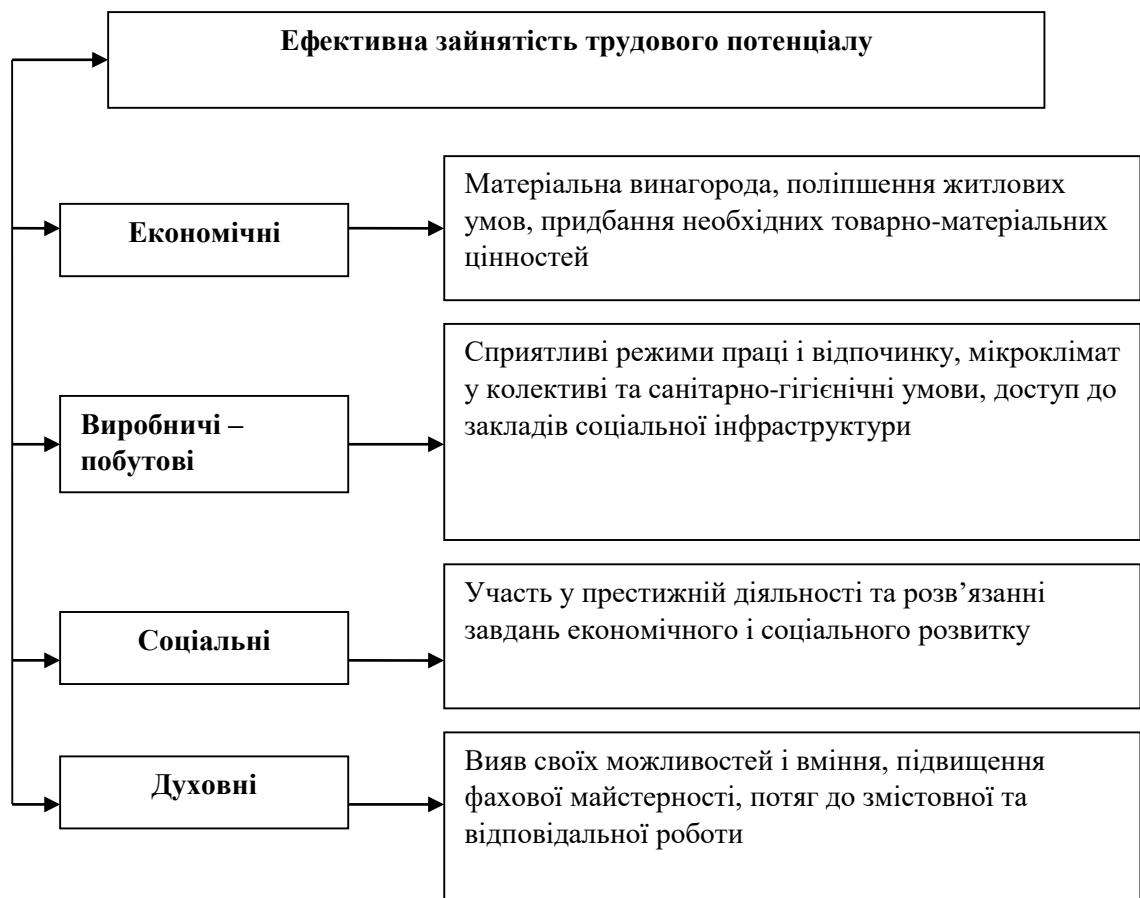 Ефективна зайнятість трудового потенціалу
Економічні
Матеріальна винагорода, поліпшення житлових
умов, придбання необхідних товарно-матеріальних
цінностей
Виробничі –
побутові
Сприятливі режими праці і відпочинку, мікроклімат
у колективі та санітарно-гігієнічні умови, доступ до
закладів соціальної інфраструктури
Соціальні
Участь у престижній діяльності та розв’язанні
завдань економічного і соціального розвитку
Духовні
Вияв своїх можливостей і вміння, підвищення
фахової майстерності, потяг до змістовної та
відповідальної роботи